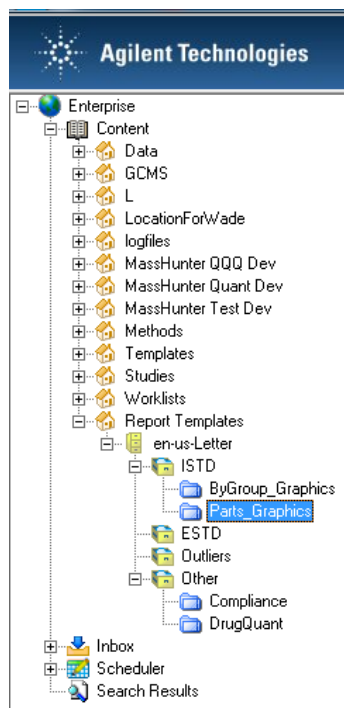 Agilent Technologies
Enterprise
Content
Data
GCMS
L
LocationForWade
logfiles
MassHunter QQQ Dev
MassHunter Quant Dev
MassHunter Test Dev
Methods
Templates
Studies
Worklists
Report Templates
en-us-Letter
ISTD
ByGroup_Graphics
Parts_Graphics
ESTD
Outliers
Other
Compliance
DrugQuant
Inbox
Scheduler
Search Results